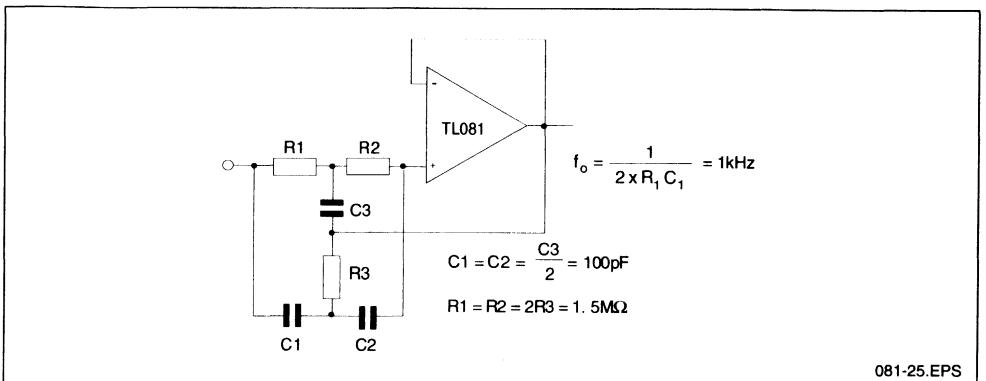 -
TL081
R1 R2
+
f₀ = 1 / 2 x R₁ C₁ = 1kHz
C3
C1 = C2 = C3 / 2 = 100pF
R3
R1 = R2 = 2R3 = 1. 5MΩ
C1 C2
081-25.EPS